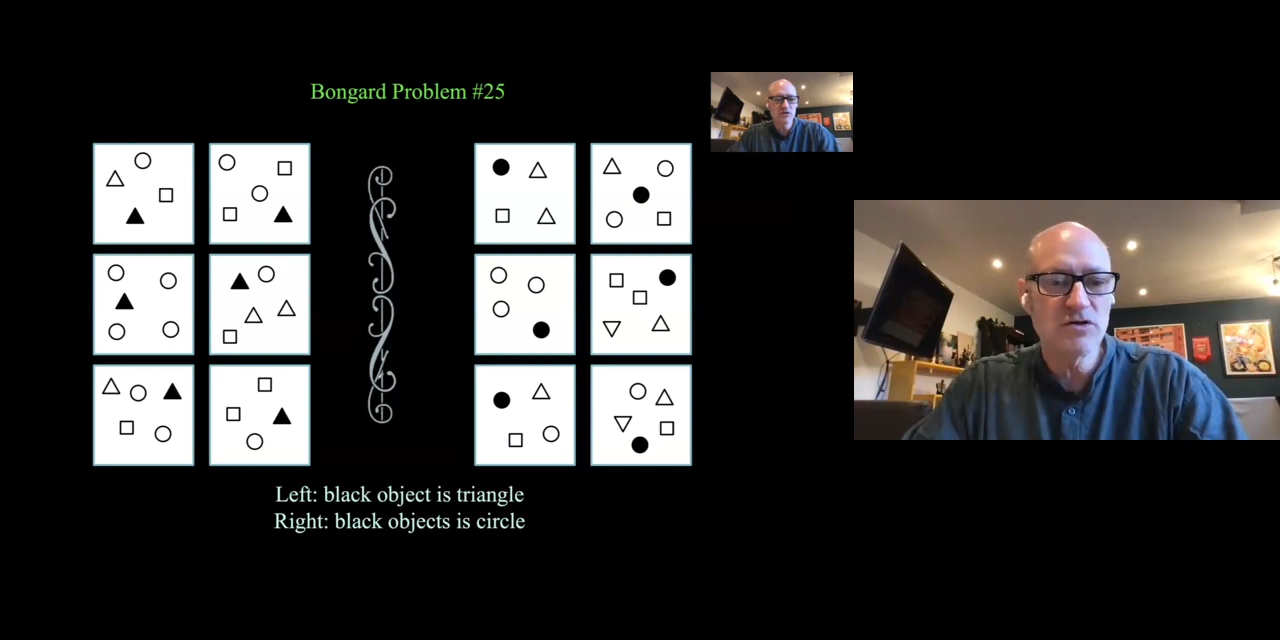 Bongard Problem #25
Left: black object is triangle
Right: black objects is circle